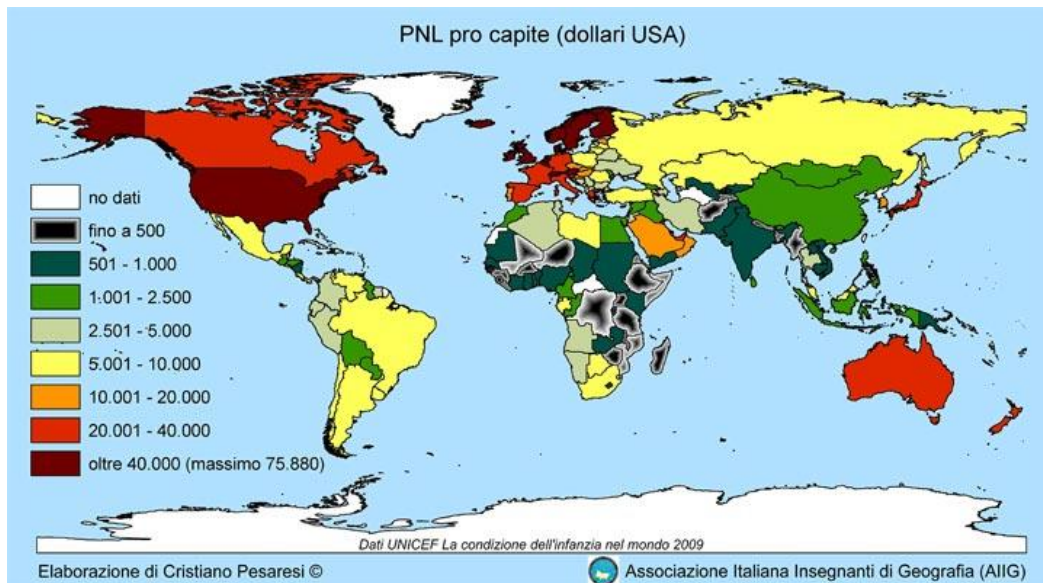 PNL pro capite (dollari USA)
no dati
fino a 500
501 - 1.000
1.001 - 2.500
2.501 - 5.000
5.001 - 10.000
10.001 - 20.000
20.001 - 40.000
oltre 40.000 (massimo 75.880)
Dati UNICEF La condizione dell'infanzia nel mondo 2009
Elaborazione di Cristiano Pesaresi ©
Associazione Italiana Insegnanti di Geografia (AIIG)